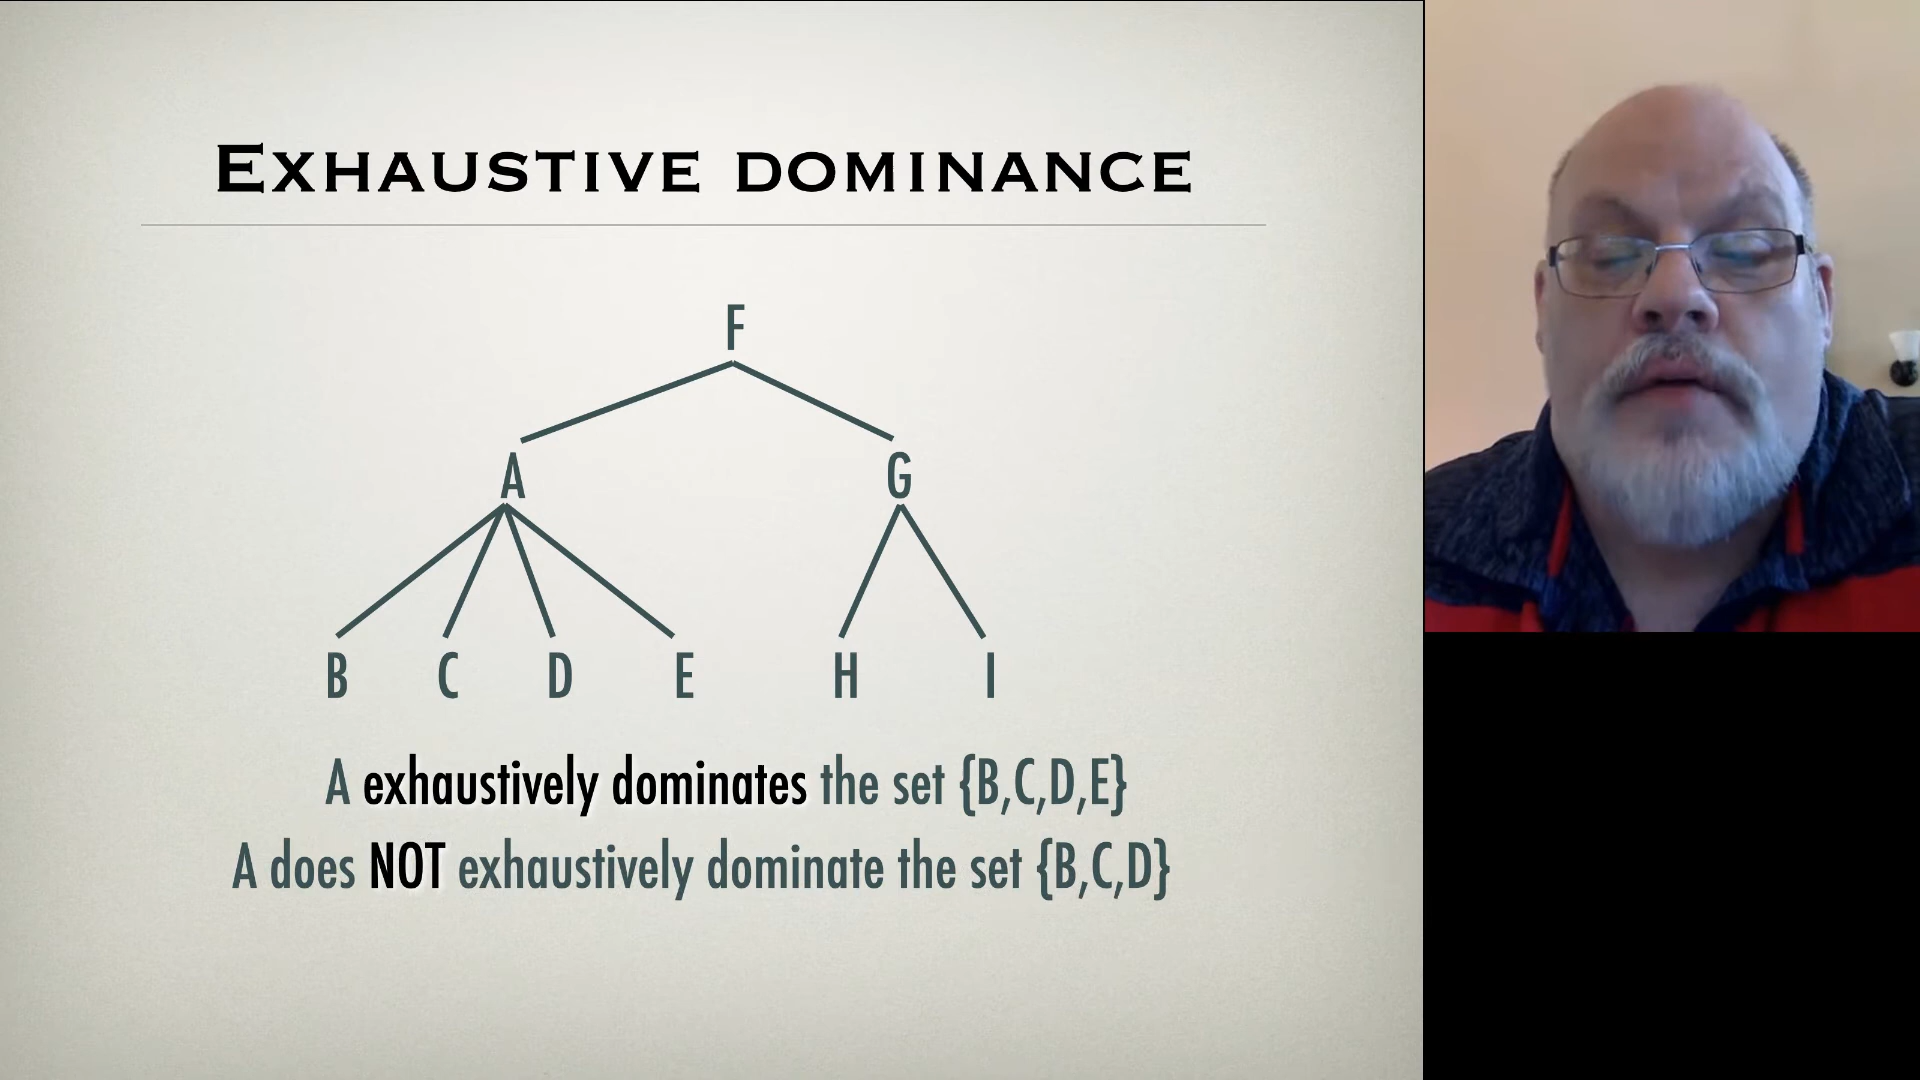 EXHAUSTIVE DOMINANCE
F
A G
B C D E H I
A exhaustively dominates the set {B,C,D,E}
A does NOT exhaustively dominate the set {B,C,D}